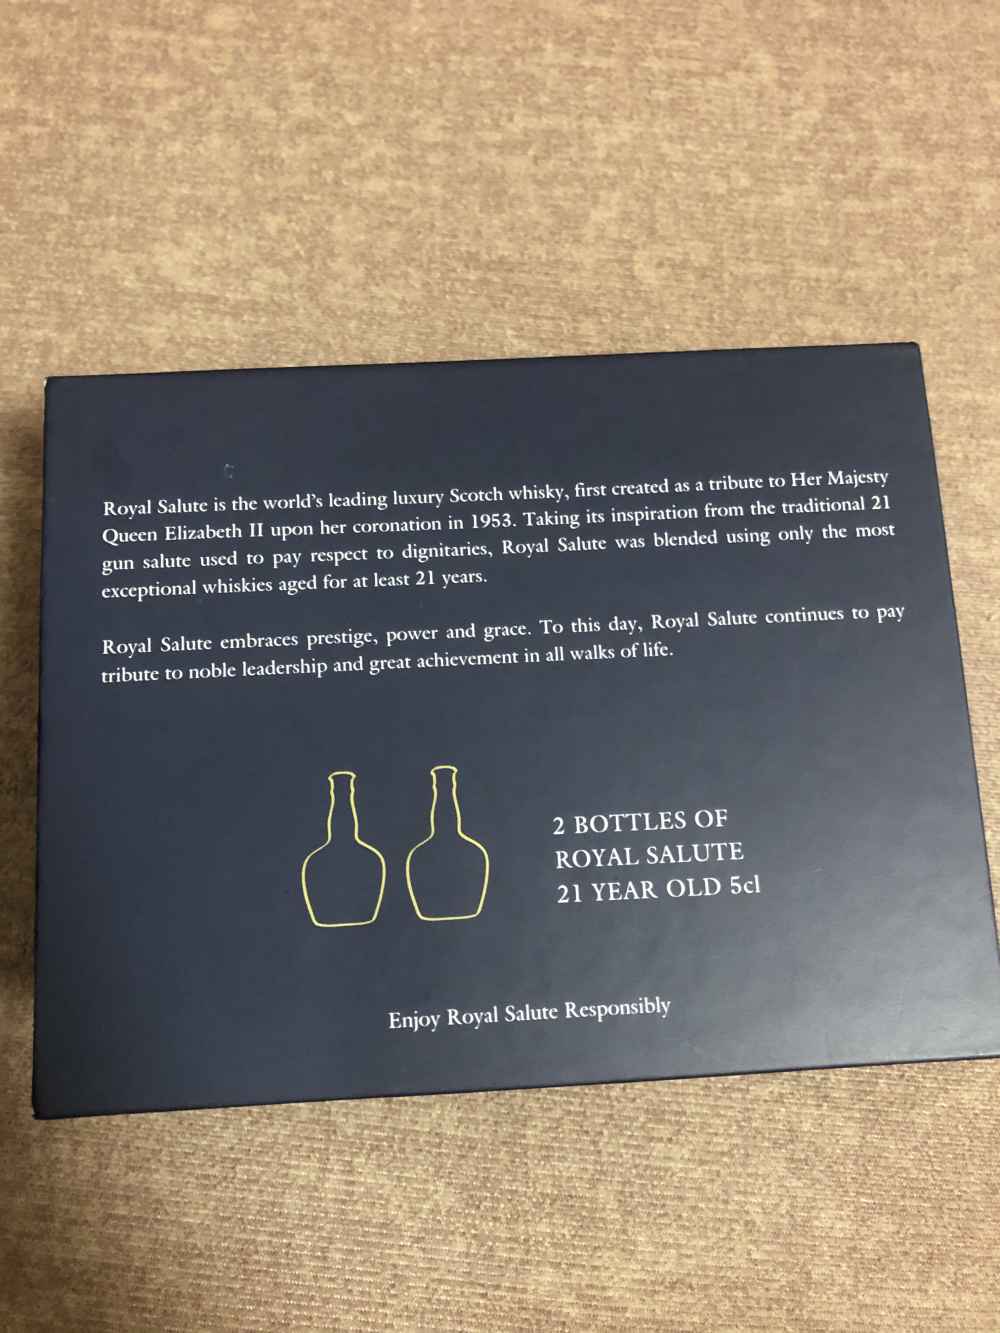 Royal Salute is the world's leading luxury Scotch whisky, first created as a tribute to Her Majesty
Queen Elizabeth II upon her coronation in 1953. Taking its inspiration from the traditional 21
gun salute used to pay respect to dignitaries, Royal Salute was blended using only the most
exceptional whiskies aged for at least 21 years.
Royal Salute embraces prestige, power and grace. To this day, Royal Salute continues to pay
tribute to noble leadership and great achievement in all walks of life.
2 BOTTLES OF
ROYAL SALUTE
21 YEAR OLD 5cl
Enjoy Royal Salute Responsibly